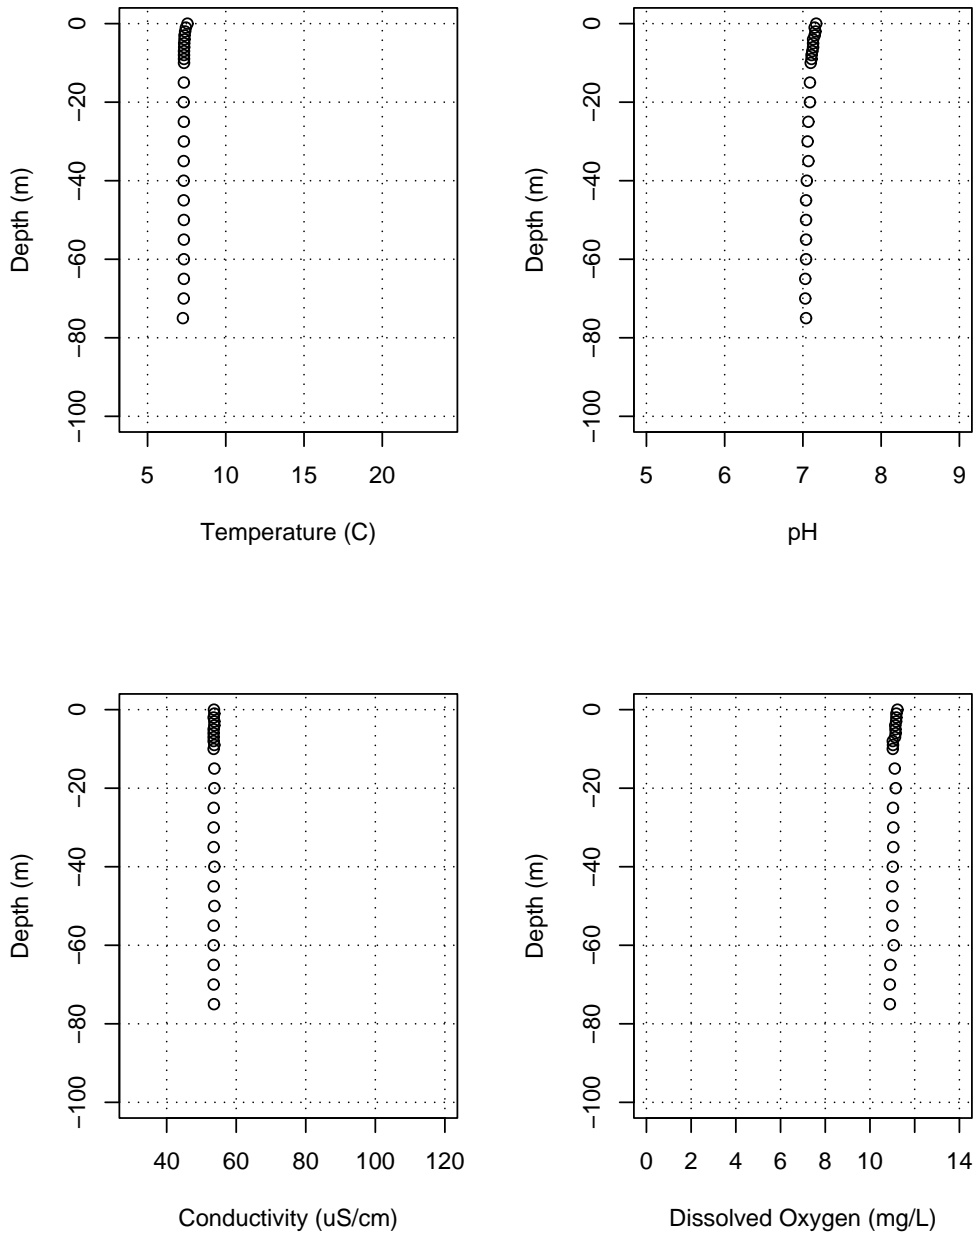 0
−20
−40
−60
−80
−100
Depth (m)
5 10 15 20
Temperature (C)
0
−20
−40
−60
−80
−100
Depth (m)
5 6 7 8 9
pH
0
−20
−40
−60
−80
−100
Depth (m)
40 60 80 100 120
Conductivity (uS/cm)
0
−20
−40
−60
−80
−100
Depth (m)
0 2 4 6 8 10 14
Dissolved Oxygen (mg/L)